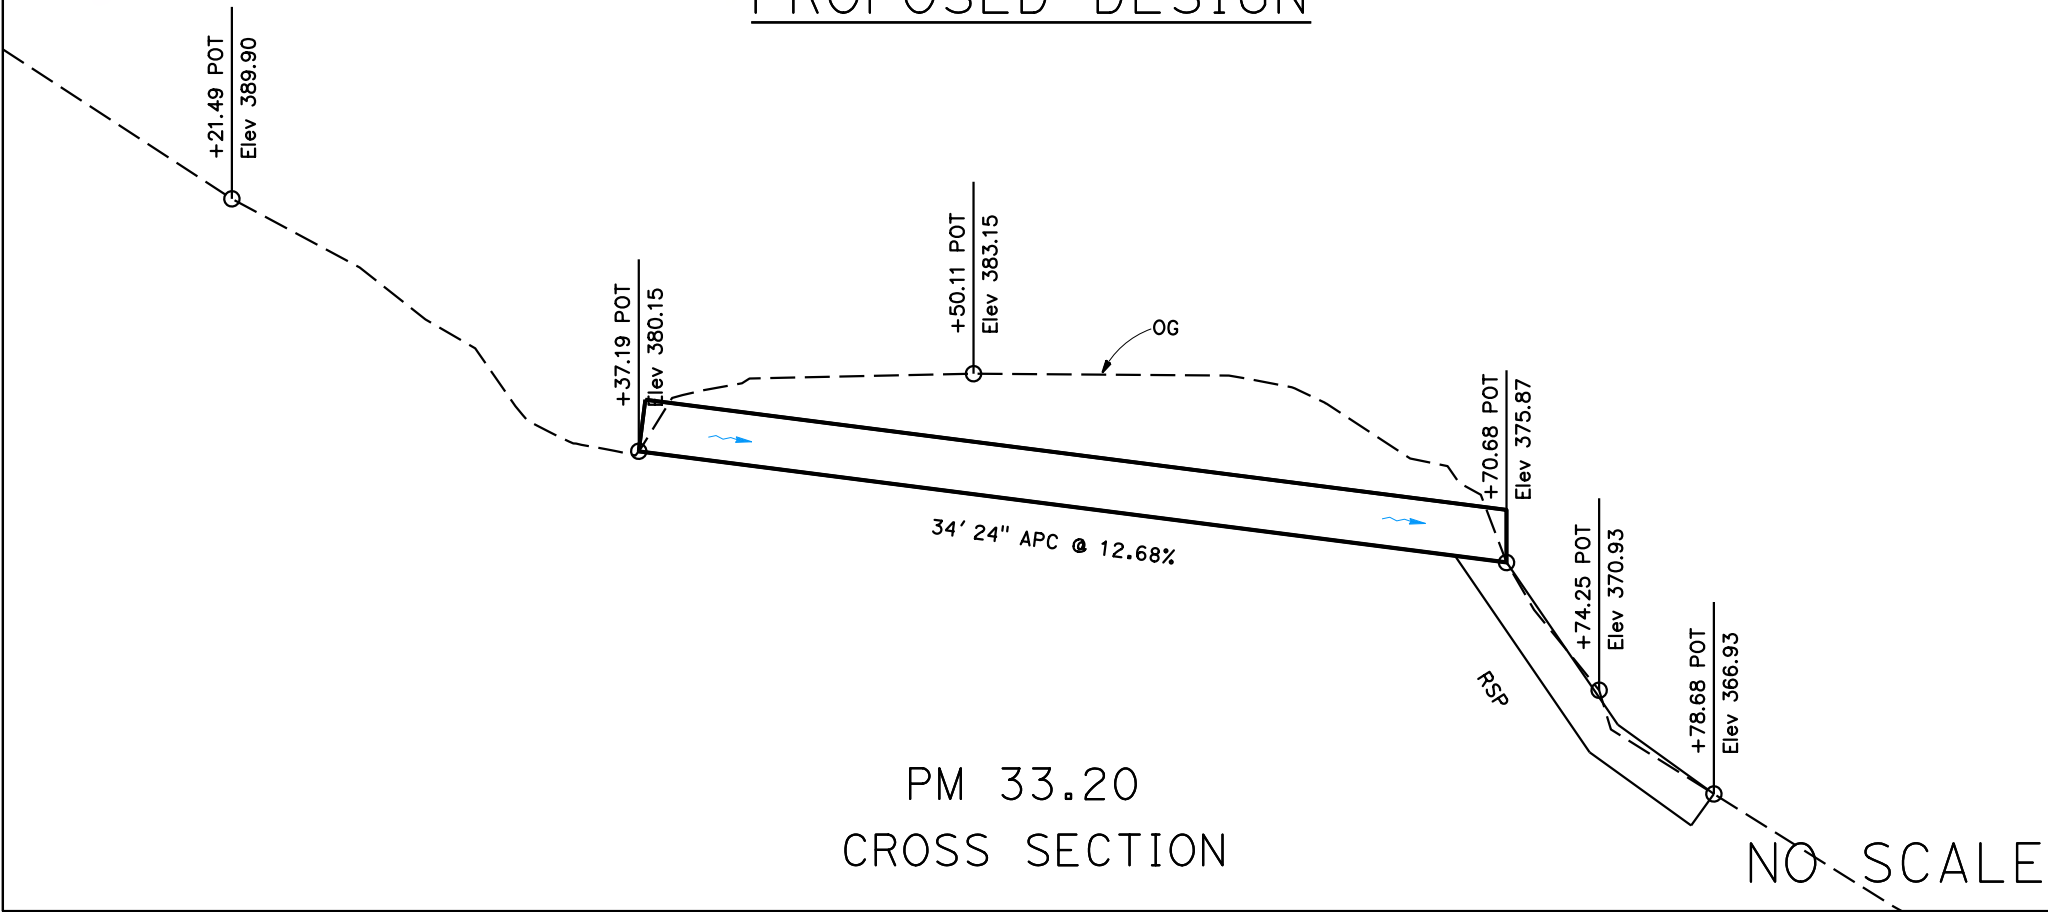 PROPOSED DESIGN
+21.49 POT
Elev 389.90
+37.19 POT
Elev 380.15
+50.11 POT
Elev 383.15
OG
+70.68 POT
Elev 375.87
34' 24" APC @ 12.68%
+74.25 POT
Elev 370.93
+78.68 POT
Elev 366.93
RSP
PM 33.20
CROSS SECTION
NO SCALE